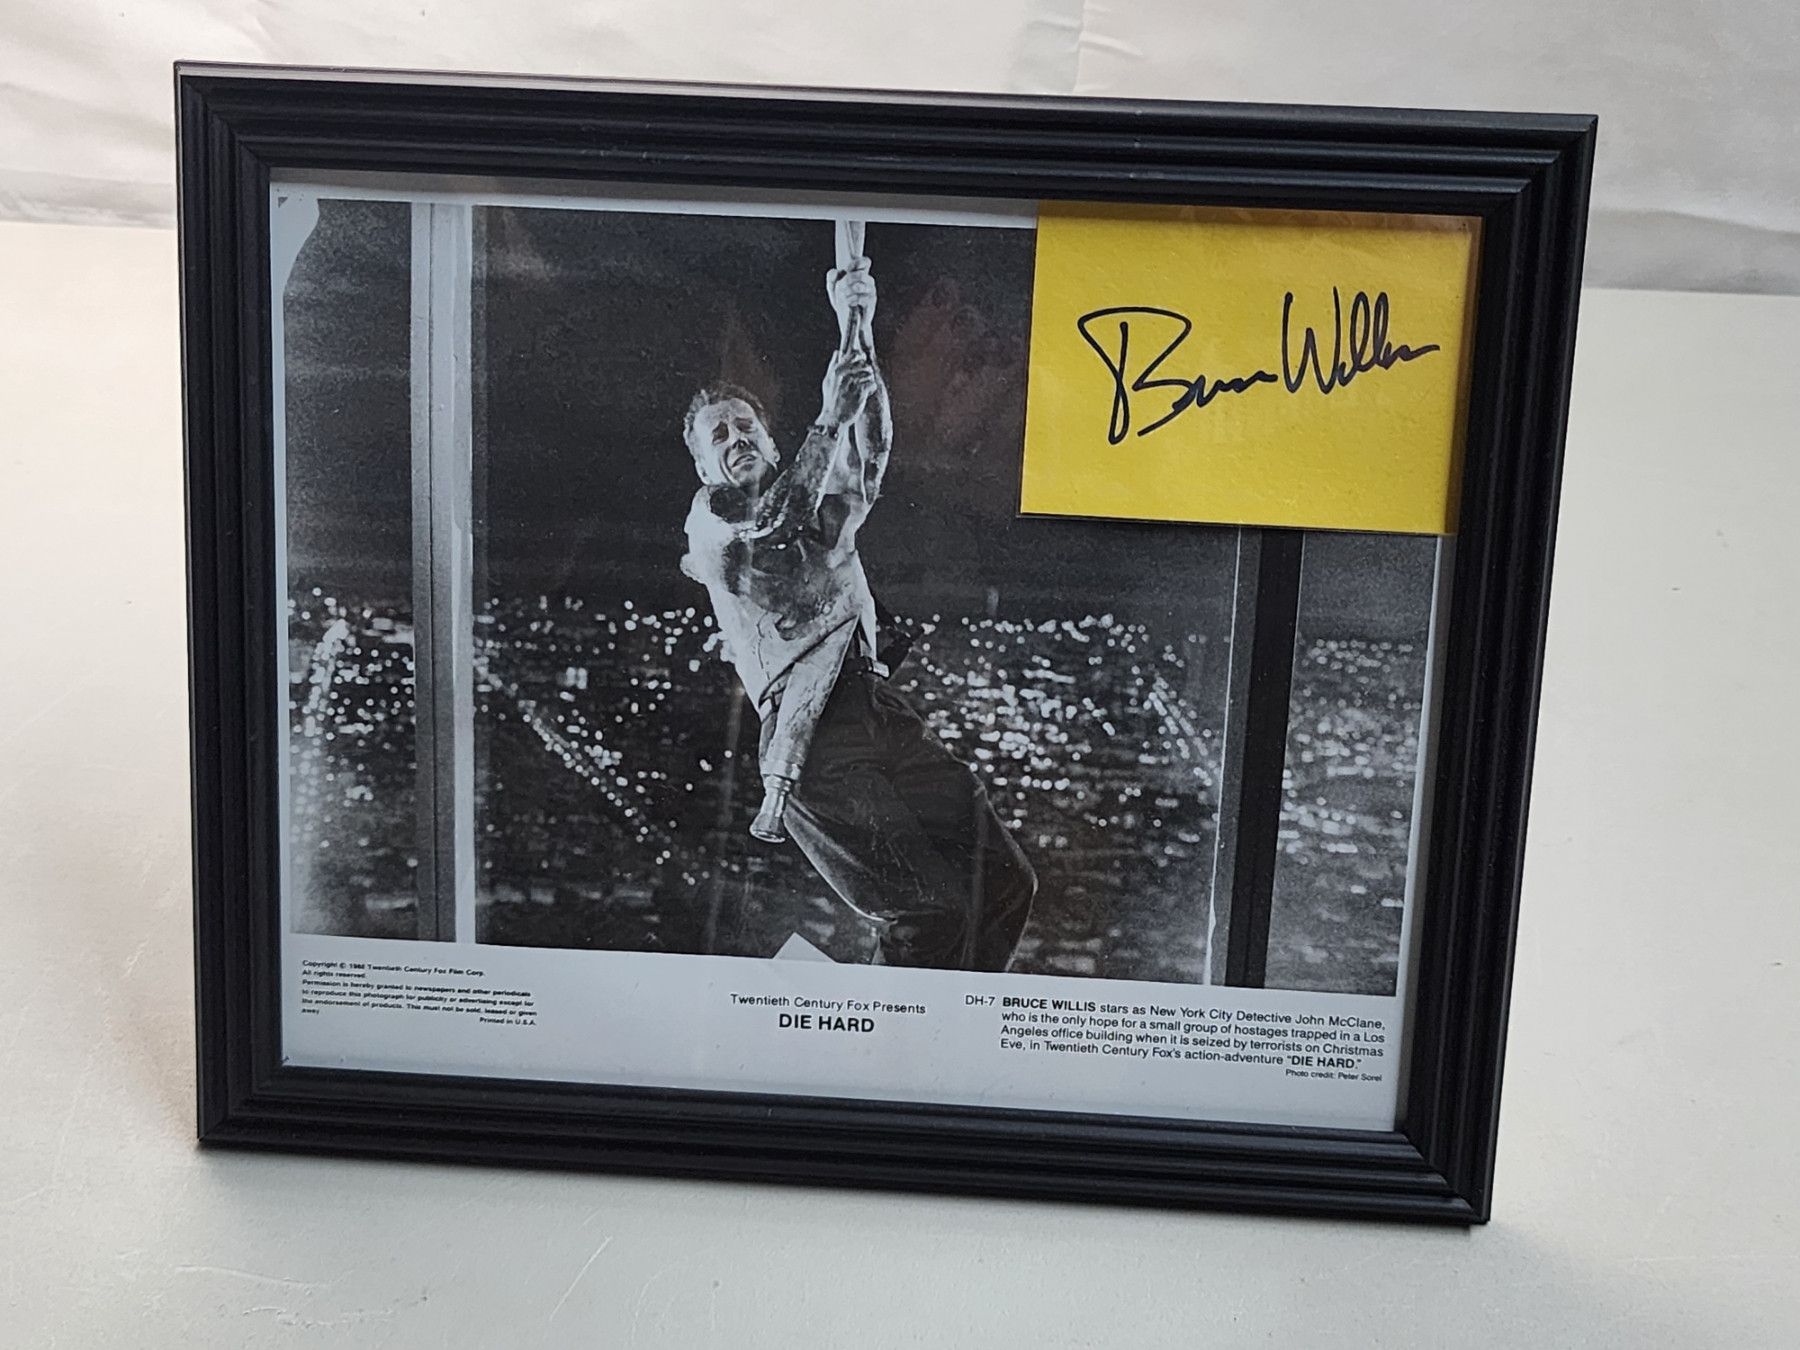 Bruce Willis
Copyright © 1988 Twentieth Century Fox Film Corp.
All rights reserved.
Permission is hereby granted to newspapers and other periodicals
to reproduce this photograph for publicity or advertising except for
the endorsement of products. This must not be sold, leased or given
away.
Printed in U.S.A.
Twentieth Century Fox Presents
DIE HARD
DH-7 BRUCE WILLIS stars as New York City Detective John McClane,
who is the only hope for a small group of hostages trapped in a Los
Angeles office building when it is seized by terrorists on Christmas
Eve, in Twentieth Century Fox's action-adventure "DIE HARD."
Photo credit: Peter Sorel